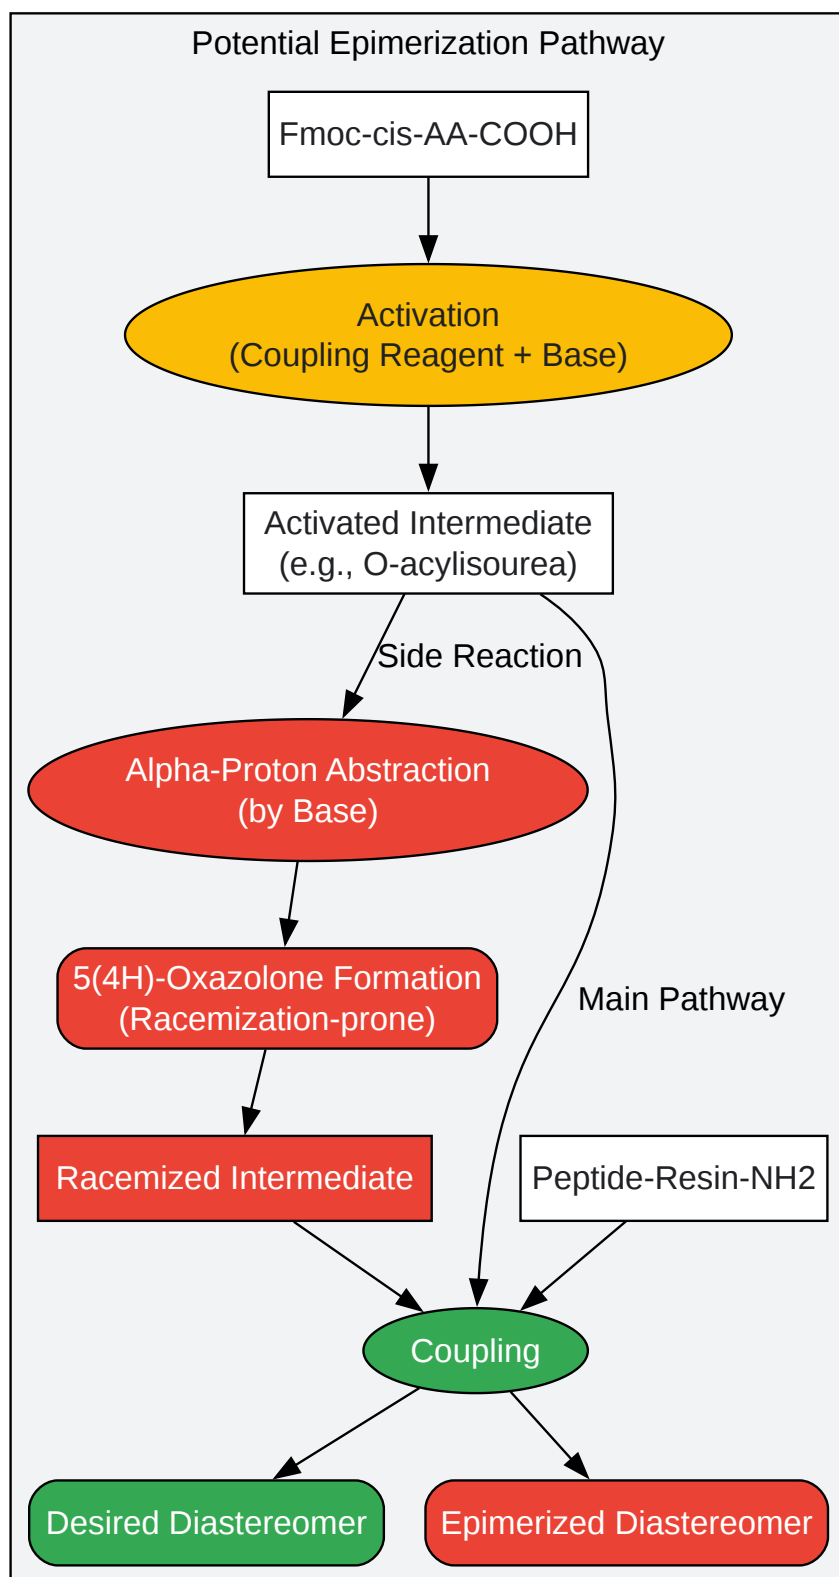 Potential Epimerization Pathway
Fmoc-cis-AA-COOH
Activation
(Coupling Reagent + Base)
Activated Intermediate
(e.g., O-acylisourea)
Side Reaction
Alpha-Proton Abstraction
(by Base)
5(4H)-Oxazolone Formation
(Racemization-prone)
Main Pathway
Racemized Intermediate
Peptide-Resin-NH2
Coupling
Desired Diastereomer
Epimerized Diastereomer